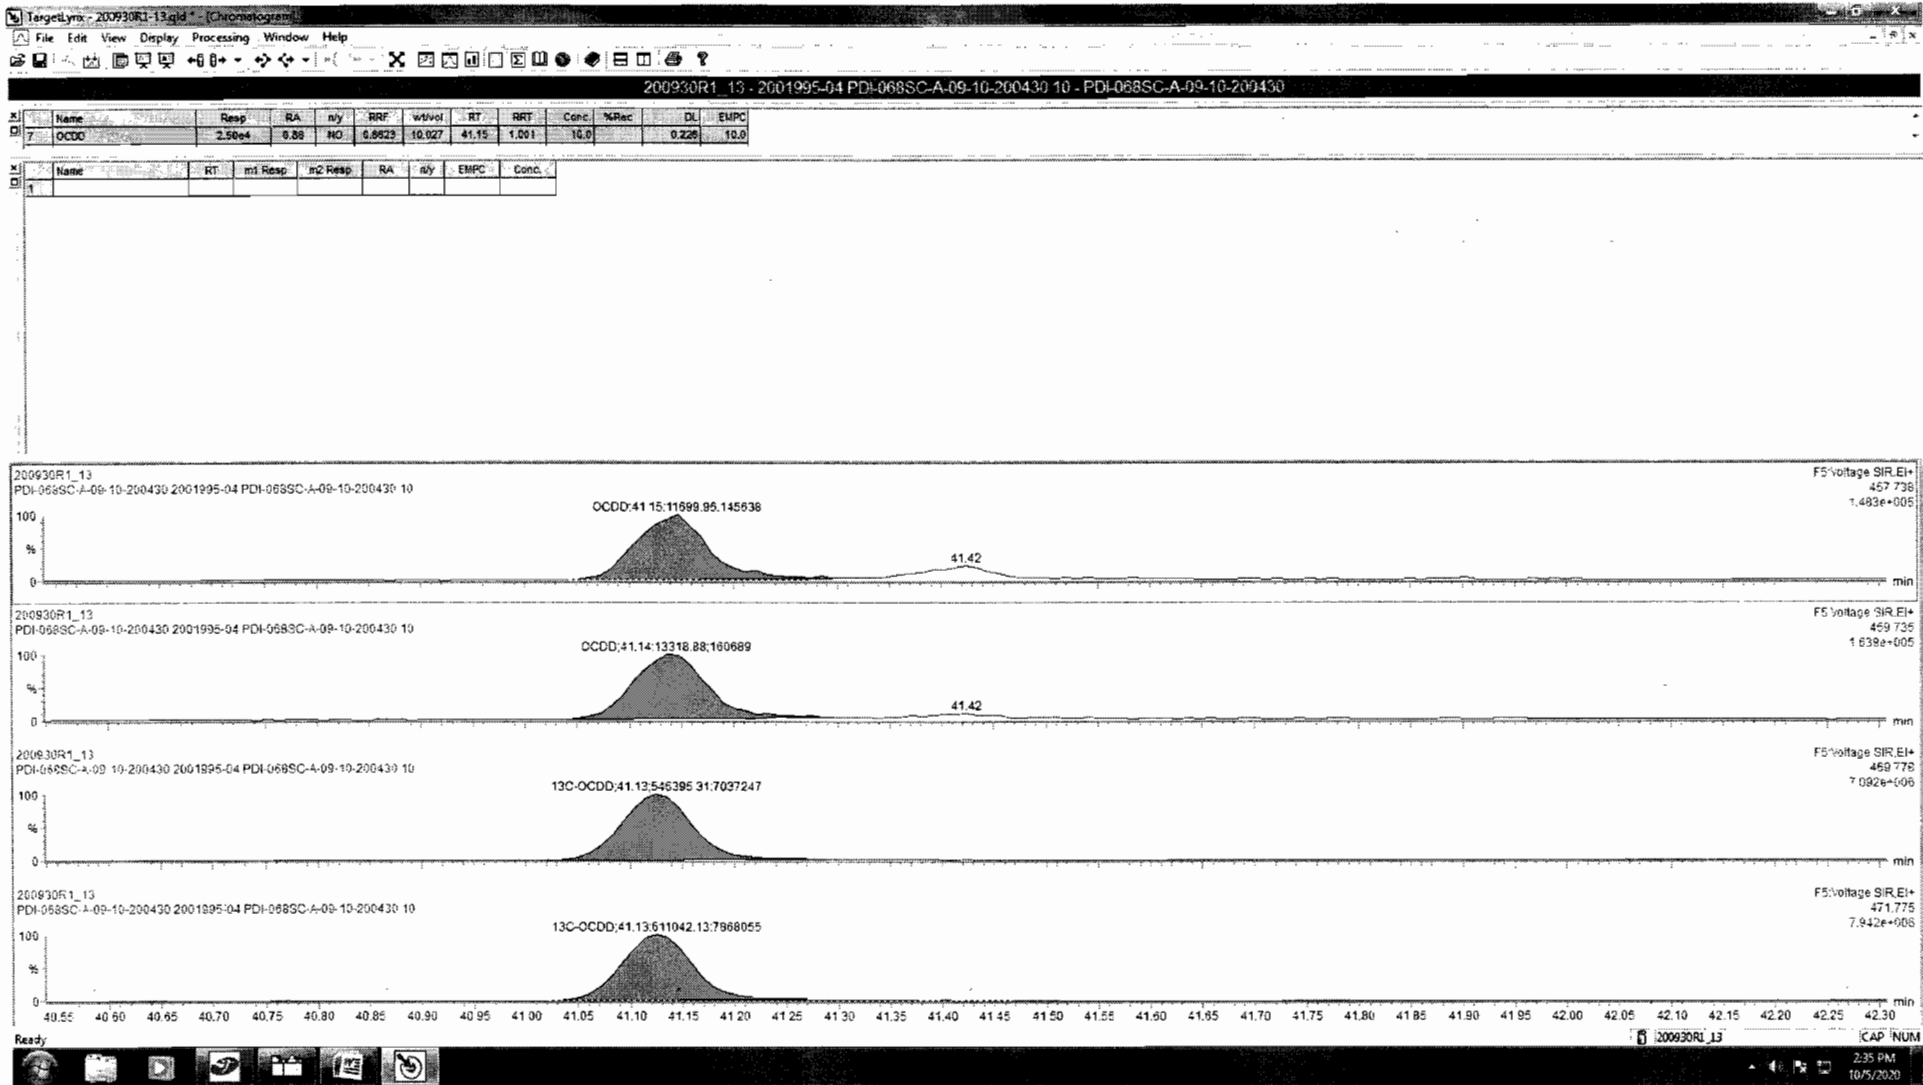 TargetLynx - 200930R1-13.qld * - [Chromatogram]
File Edit View Display Processing Window Help
200930R1_13 - 2001995-04 PDI-068SC-A-09-10-200430 10 - PDI-068SC-A-09-10-200430
Name Resp RA n/y RRF wt/vol RT RRT Conc. %Rec DL EMPC
7 OCDD 2.50e4 0.88 NO 10.027 41.15 1.001 10.0 10.0
Name RT m1 Resp m2 Resp RA n/y EMPC Conc.
1
200930R1_13 F5:Voltage SIR,EI+
PDI-068SC-A-09-10-200430 2001995-04 PDI-068SC-A-09-10-200430 10 457.738
1.483e+005
OCDD;41.15;11699.95;145638
100
%
41.42
0 min
200930R1_13 F5:Voltage SIR,EI+
PDI-068SC-A-09-10-200430 2001995-04 PDI-068SC-A-09-10-200430 10 459.735
1.639e+005
OCDD;41.14;13318.88;160689
100
%
41.42
0 min
200930R1_13 F5:Voltage SIR,EI+
PDI-068SC-A-09-10-200430 2001995-04 PDI-068SC-A-09-10-200430 10 469.778
7.092e+006
13C-OCDD;41.13;546395.31;7037247
100
%
0 min
200930R1_13 F5:Voltage SIR,EI+
PDI-068SC-A-09-10-200430 2001995-04 PDI-068SC-A-09-10-200430 10 471.775
7.942e+006
13C-OCDD;41.13;611042.13;7868055
100
%
0 min
40.55 40.60 40.65 40.70 40.75 40.80 40.85 40.90 40.95 41.00 41.05 41.10 41.15 41.20 41.25 41.30 41.35 41.40 41.45 41.50 41.55 41.60 41.65 41.70 41.75 41.80 41.85 41.90 41.95 42.00 42.05 42.10 42.15 42.20 42.25 42.30
Ready 200930R1_13 CAP NUM
2:35 PM
10/5/2020